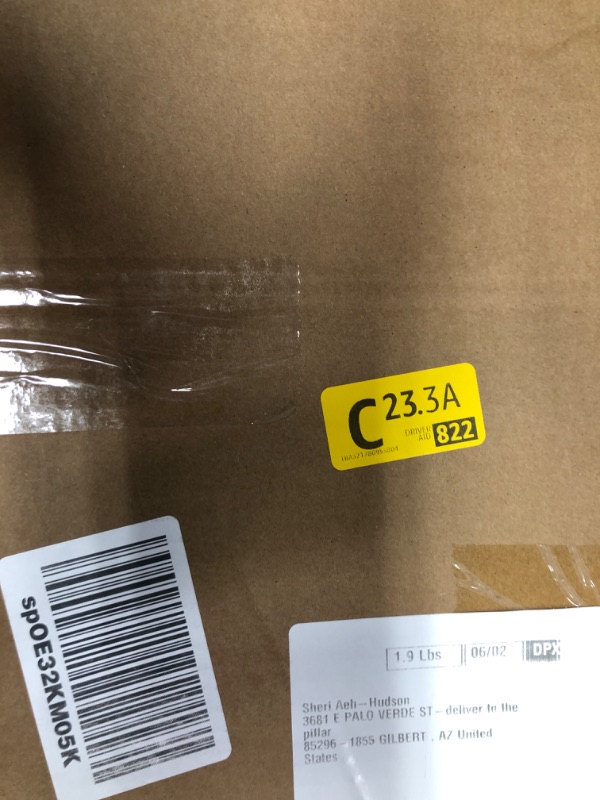 C 23.3A
DRIVER
AID 822
spOE32KM05K
1.9 Lbs 06/02 DPX
Sheri Aeh-Hudson
3681 E PALO VERDE ST - deliver to the
pillar
85296 - 1855 GILBERT , AZ United
States